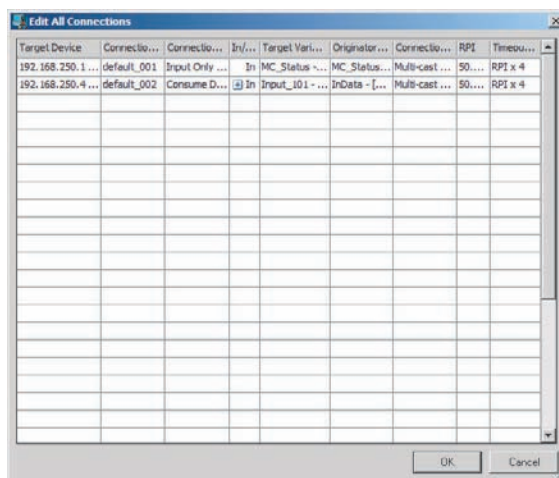 Edit All Connections
Target Device Connectio... Connectio... In/... Target Vari... Originator... Connectio... RPI Timeou...
192.168.250.1 ... default_001 Input Only ... In MC_Status -... MC_Status... Multi-cast ... 50.... RPI x 4
192.168.250.4 ... default_002 Consume D... In Input_101 - ... InData - [... Multi-cast ... 50.... RPI x 4
OK
Cancel